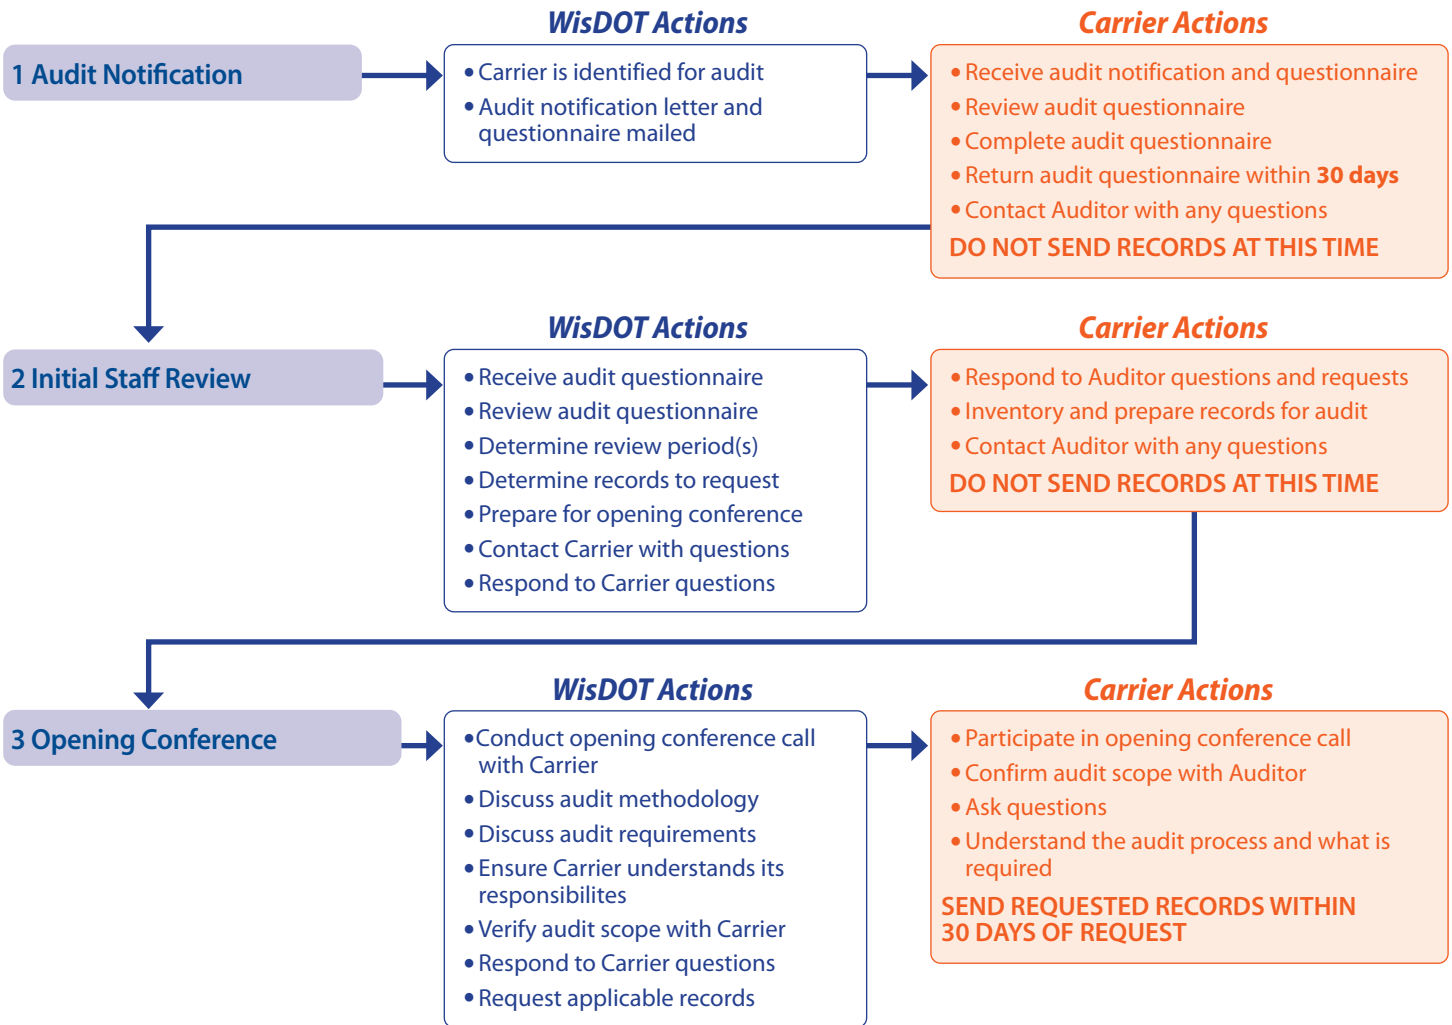 WisDOT Actions
Carrier Actions
1 Audit Notification
• Carrier is identified for audit
• Audit notification letter and
questionnaire mailed
• Receive audit notification and questionnaire
• Review audit questionnaire
• Complete audit questionnaire
• Return audit questionnaire within 30 days
• Contact Auditor with any questions
DO NOT SEND RECORDS AT THIS TIME
WisDOT Actions
Carrier Actions
2 Initial Staff Review
• Receive audit questionnaire
• Review audit questionnaire
• Determine review period(s)
• Determine records to request
• Prepare for opening conference
• Contact Carrier with questions
• Respond to Carrier questions
• Respond to Auditor questions and requests
• Inventory and prepare records for audit
• Contact Auditor with any questions
DO NOT SEND RECORDS AT THIS TIME
WisDOT Actions
Carrier Actions
3 Opening Conference
• Conduct opening conference call
with Carrier
• Discuss audit methodology
• Discuss audit requirements
• Ensure Carrier understands its
responsibilites
• Verify audit scope with Carrier
• Respond to Carrier questions
• Request applicable records
• Participate in opening conference call
• Confirm audit scope with Auditor
• Ask questions
• Understand the audit process and what is
required
SEND REQUESTED RECORDS WITHIN
30 DAYS OF REQUEST